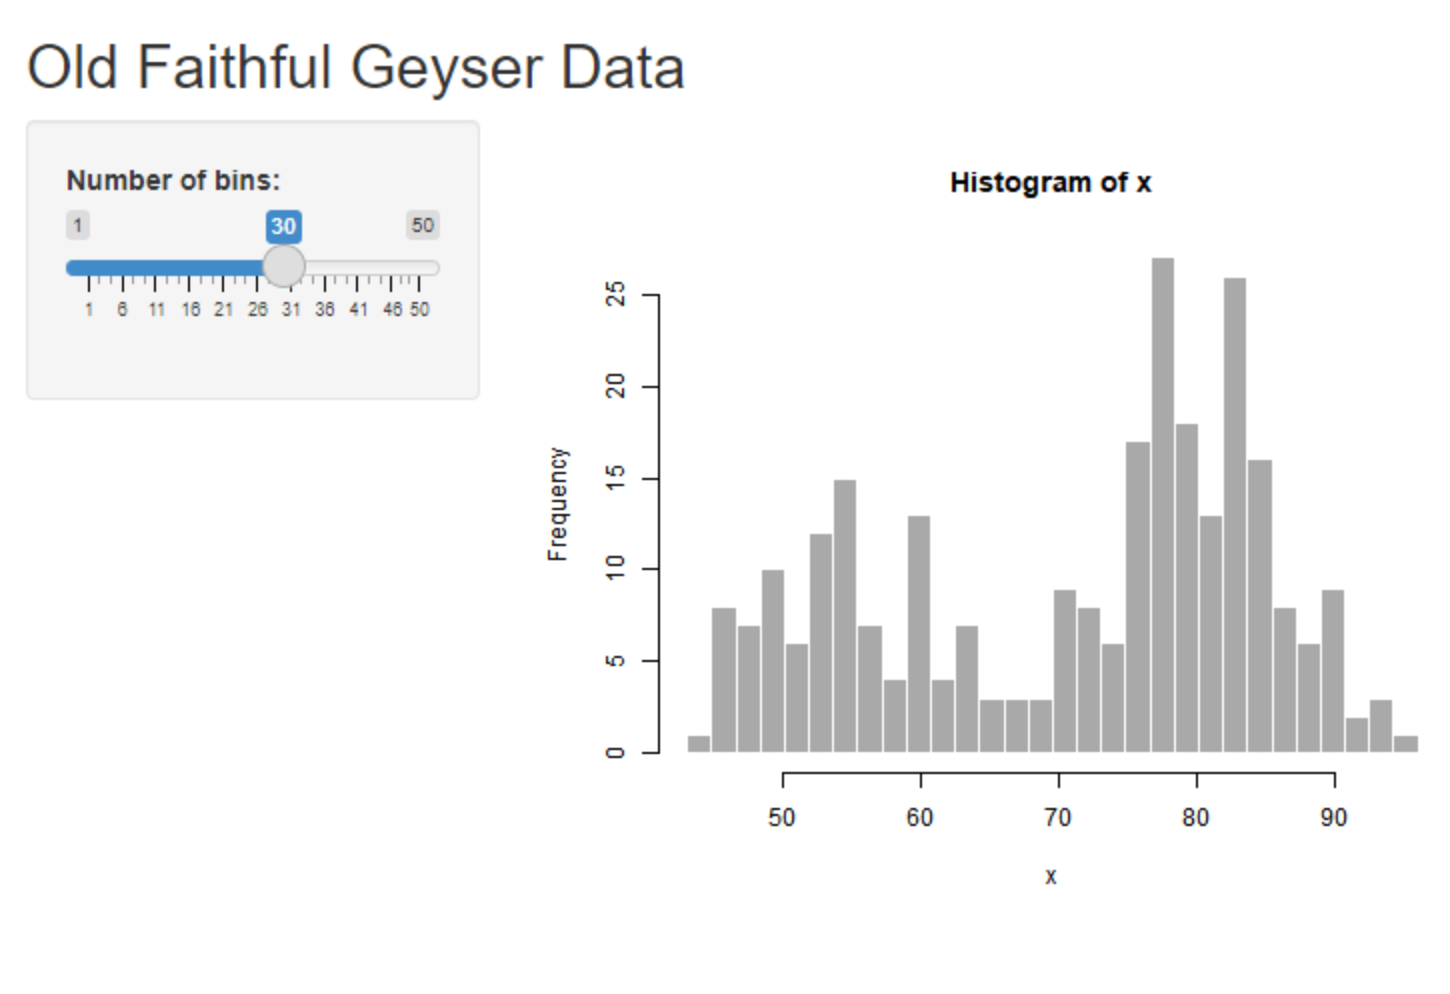 Old Faithful Geyser Data
Number of bins:
1 30 50
1 6 11 16 21 26 31 36 41 46 50
Histogram of x
Frequency
25
20
15
10
5
0
50 60 70 80 90
x